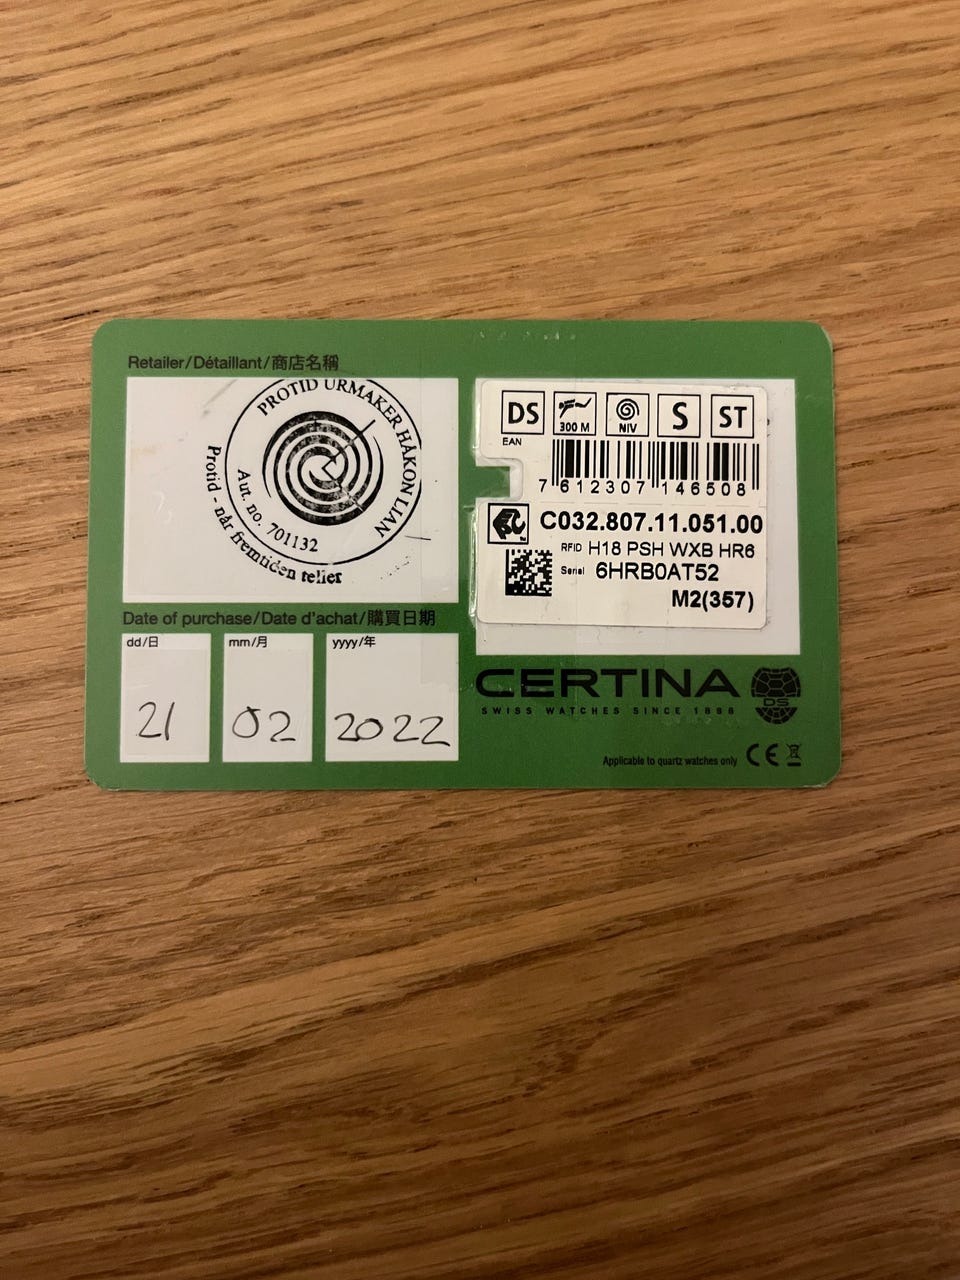 Retailer/Détaillant/商店名稱
PROTID URMAKER HÅKON LIAN
Aut. no. 701132
Protid - når fremtiden teller
Date of purchase/Date d'achat/購買日期
dd/日 mm/月 yyyy/年
21 02 2022
DS 300 M NIV S ST
EAN
7 612307 146508
C032.807.11.051.00
RFID H18 PSH WXB HR6
Serial 6HRB0AT52
M2(357)
CERTINA
DS
SWISS WATCHES SINCE 1888
Applicable to quartz watches only CE